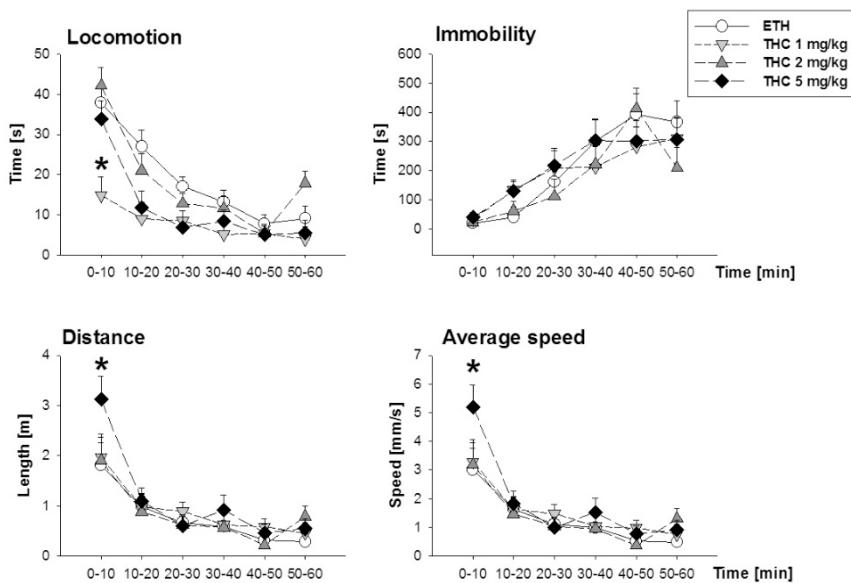 Locomotion
Time [s]
50
40
30
20
10
0
*
0-10 10-20 20-30 30-40 40-50 50-60
Immobility
Time [s]
600
500
400
300
200
100
0
0-10 10-20 20-30 30-40 40-50 50-60
Time [min]
ETH
THC 1 mg/kg
THC 2 mg/kg
THC 5 mg/kg
Distance
Length [m]
4
3
2
1
0
*
0-10 10-20 20-30 30-40 40-50 50-60
Average speed
Speed [mm/s]
7
6
5
4
3
2
1
0
*
0-10 10-20 20-30 30-40 40-50 50-60
Time [min]